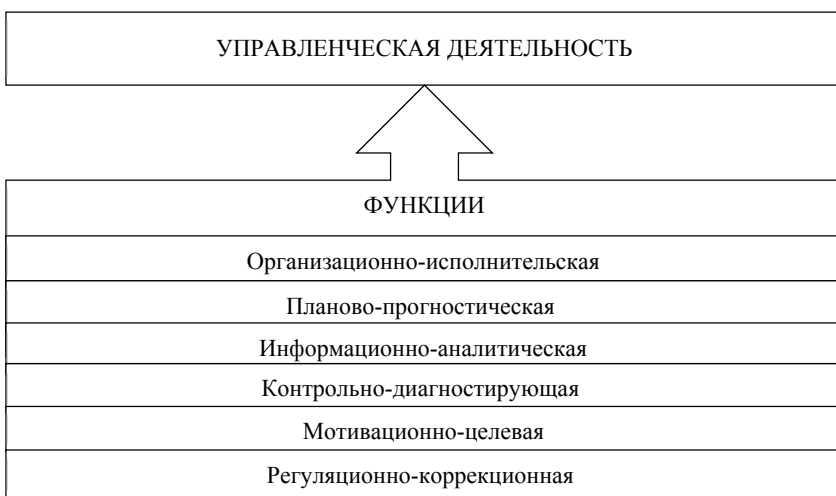 УПРАВЛЕНЧЕСКАЯ ДЕЯТЕЛЬНОСТЬ
ФУНКЦИИ
Организационно-исполнительская
Планово-прогностическая
Информационно-аналитическая
Контрольно-диагностирующая
Мотивационно-целевая
Регуляционно-коррекционная